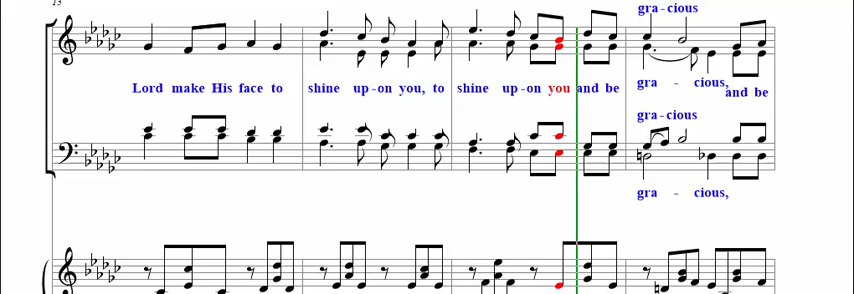 13
gra-cious
Lord make His face to shine up-on you, to shine up-on you and be gra - cious, and be
gra-cious
gra - cious,